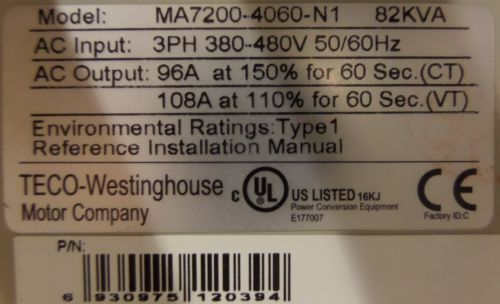 Model: MA7200-4060-N1 82KVA
AC Input: 3PH 380-480V 50/60Hz
AC Output: 96A at 150% for 60 Sec.(CT)
108A at 110% for 60 Sec.(VT)
Environmental Ratings:Type1
Reference Installation Manual
TECO-Westinghouse
Motor Company
C UL US LISTED 16KJ
Power Conversion Equipment
E177007
CE
Factory ID:C
P/N:
6 930975 120394